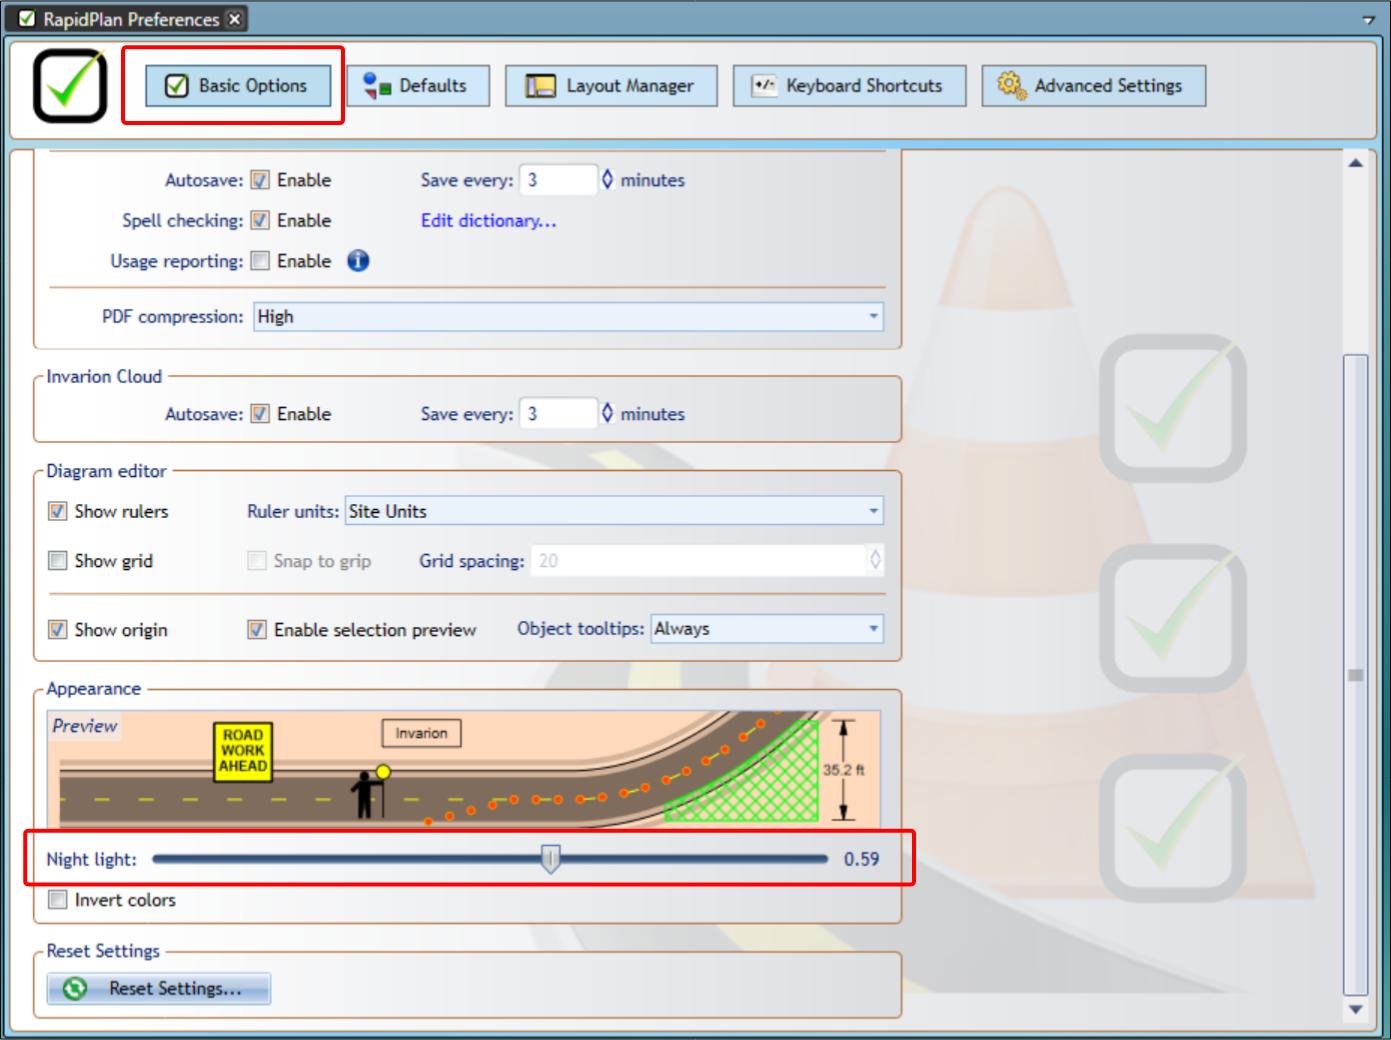 RapidPlan Preferences
Basic Options Defaults Layout Manager +/- Keyboard Shortcuts Advanced Settings
Autosave: Enable Save every: 3 minutes
Spell checking: Enable Edit dictionary...
Usage reporting: Enable
PDF compression: High
Invarion Cloud
Autosave: Enable Save every: 3 minutes
Diagram editor
Show rulers Ruler units: Site Units
Show grid Snap to grip Grid spacing: 20
Show origin Enable selection preview Object tooltips: Always
Appearance
Preview
ROAD
WORK
AHEAD
Invarion
35.2 ft
Night light: 0.59
Invert colors
Reset Settings
Reset Settings...